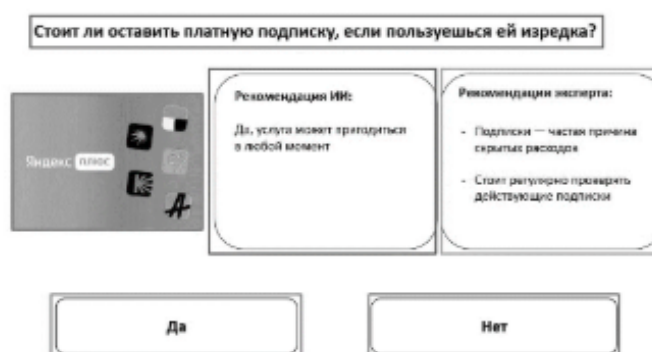 Стоит ли оставить платную подписку, если пользуешься ей изредка?
Яндекс плюс
Рекомендация ИИ:
Да, услуга может пригодиться
в любой момент
Рекомендации эксперта:
- Подписки — частая причина
скрытых расходов
- Стоит регулярно проверять
действующие подписки
Да
Нет